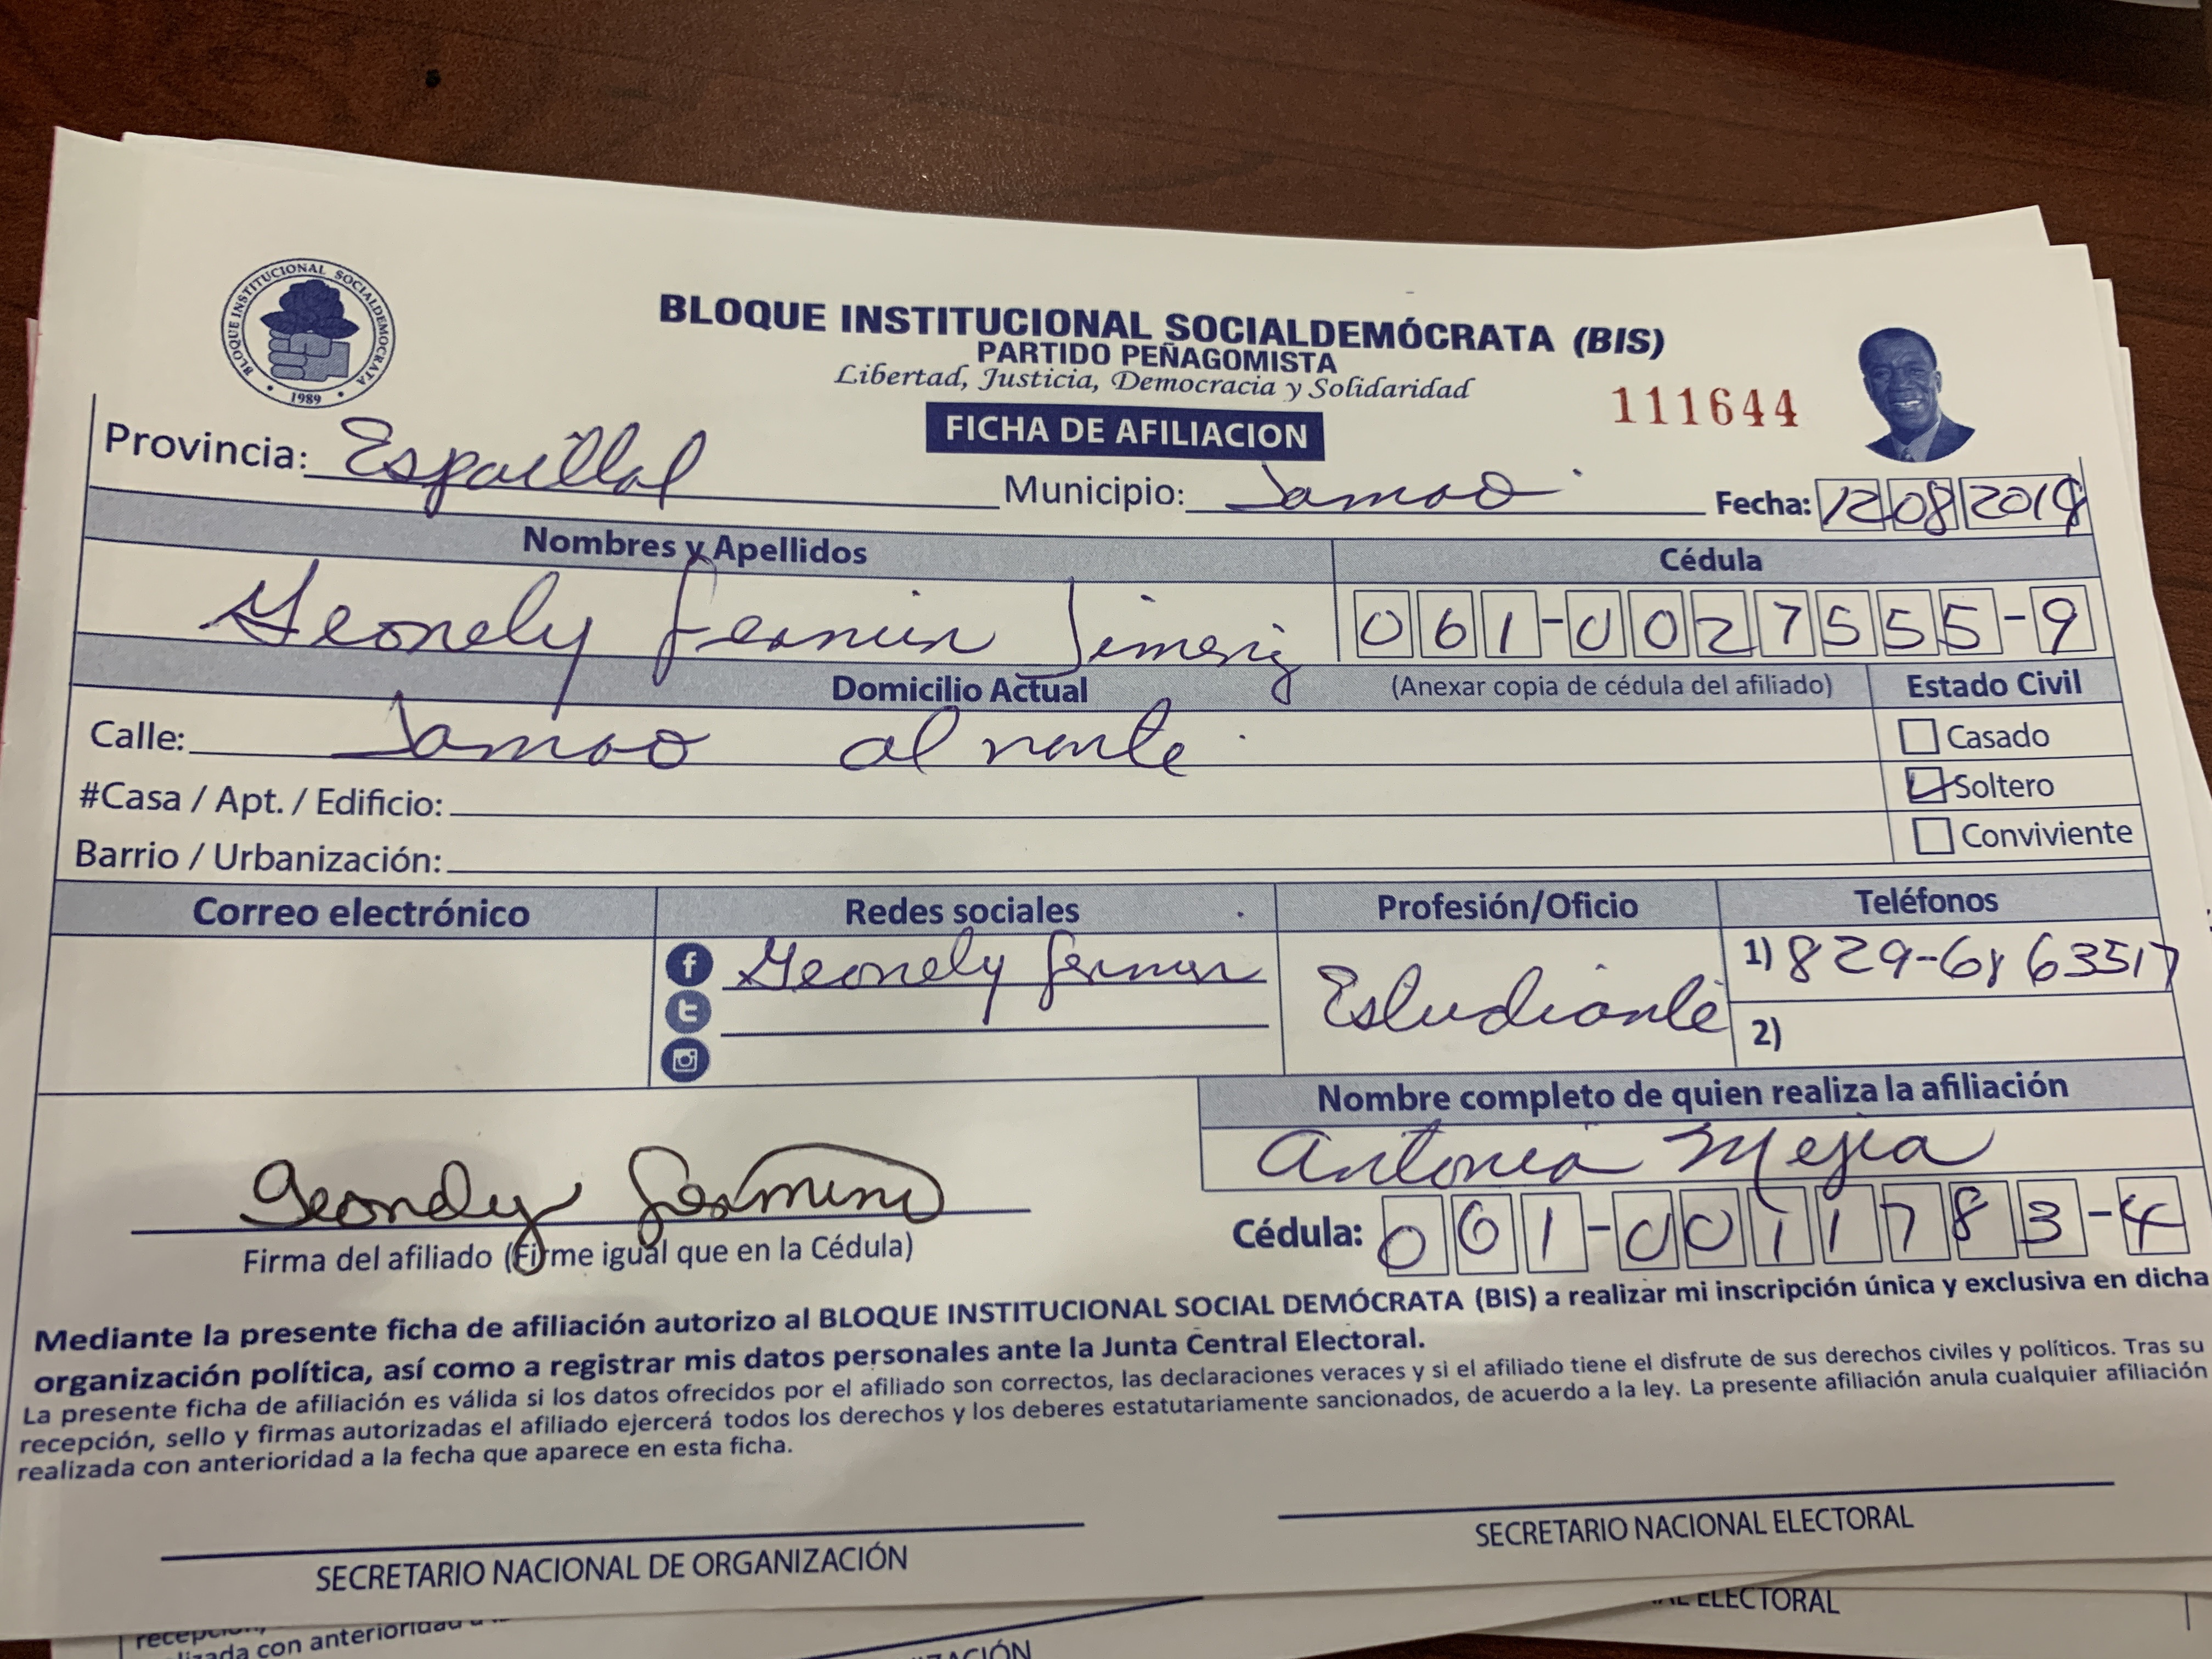 BLOQUE INSTITUCIONAL SOCIALDEMOCRATA
1989
BLOQUE INSTITUCIONAL SOCIALDEMÓCRATA (BIS)
PARTIDO PEÑAGOMISTA
Libertad, Justicia, Democracia y Solidaridad
111644
FICHA DE AFILIACION
Provincia: Espaillat Municipio: Jamao Fecha: 12 08 2019
Nombres y Apellidos Cédula
Geonely Fermin Jimenez 061-0027555-9
Domicilio Actual (Anexar copia de cédula del afiliado) Estado Civil
Calle: Jamao al norte Casado
#Casa / Apt. / Edificio: Soltero
Barrio / Urbanización: Conviviente
Correo electrónico Redes sociales Profesión/Oficio Teléfonos
Geonely Fermin Estudiante 1) 829-
2)
Nombre completo de quien realiza la afiliación
Antonia Mejia
Geonely
Firma del afiliado (Firme igual que en la Cédula) Cédula: 061-0011783-4
Mediante la presente ficha de afiliación autorizo al BLOQUE INSTITUCIONAL SOCIAL DEMÓCRATA (BIS) a realizar mi inscripción única y exclusiva en dicha
organización política, así como a registrar mis datos personales ante la Junta Central Electoral.
La presente ficha de afiliación es válida si los datos ofrecidos por el afiliado son correctos, las declaraciones veraces y si el afiliado tiene el disfrute de sus derechos civiles y políticos. Tras su
recepción, sello y firmas autorizadas el afiliado ejercerá todos los derechos y los deberes estatutariamente sancionados, de acuerdo a la ley. La presente afiliación anula cualquier afiliación
realizada con anterioridad a la fecha que aparece en esta ficha.
SECRETARIO NACIONAL DE ORGANIZACIÓN SECRETARIO NACIONAL ELECTORAL
ELECTORAL
con anterioridad